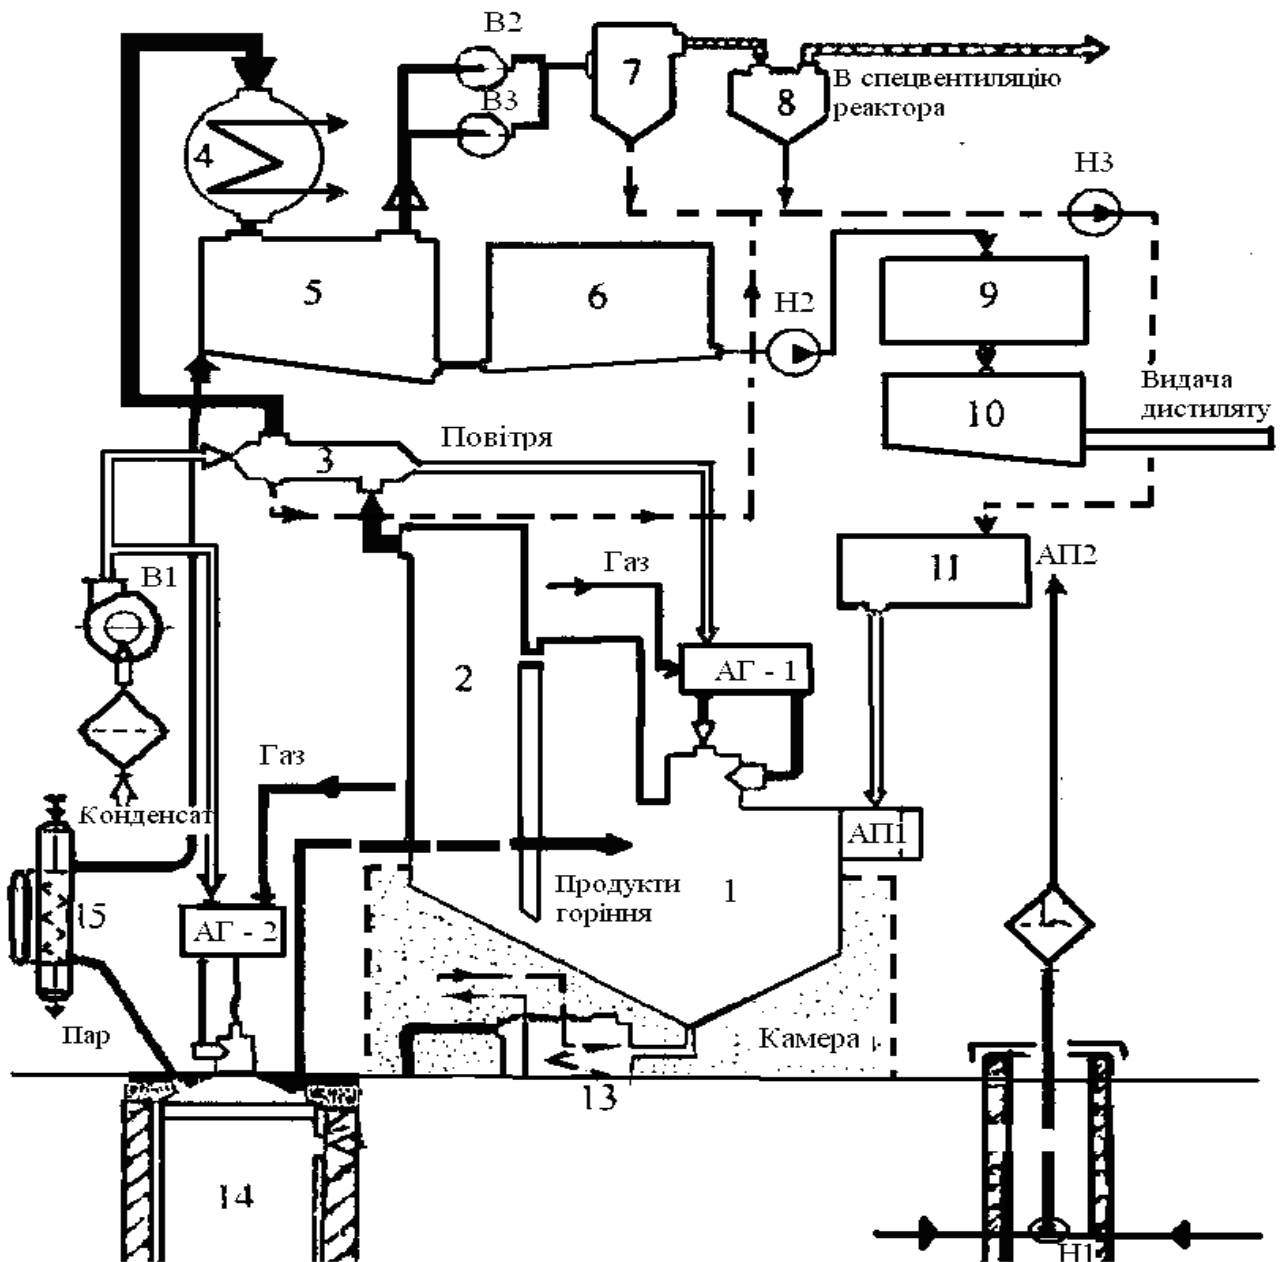 В2
7
В3
8
В спецвентиляцію
реактора
4
Н3
5
6
Н2
9
10
Видача
дистиляту
3
Повітря
11
АП2
В1
Газ
2
АГ - 1
Газ
Конденсат
АП1
15
АГ - 2
Продукти
горіння
1
Пар
Камера
13
14
Н1